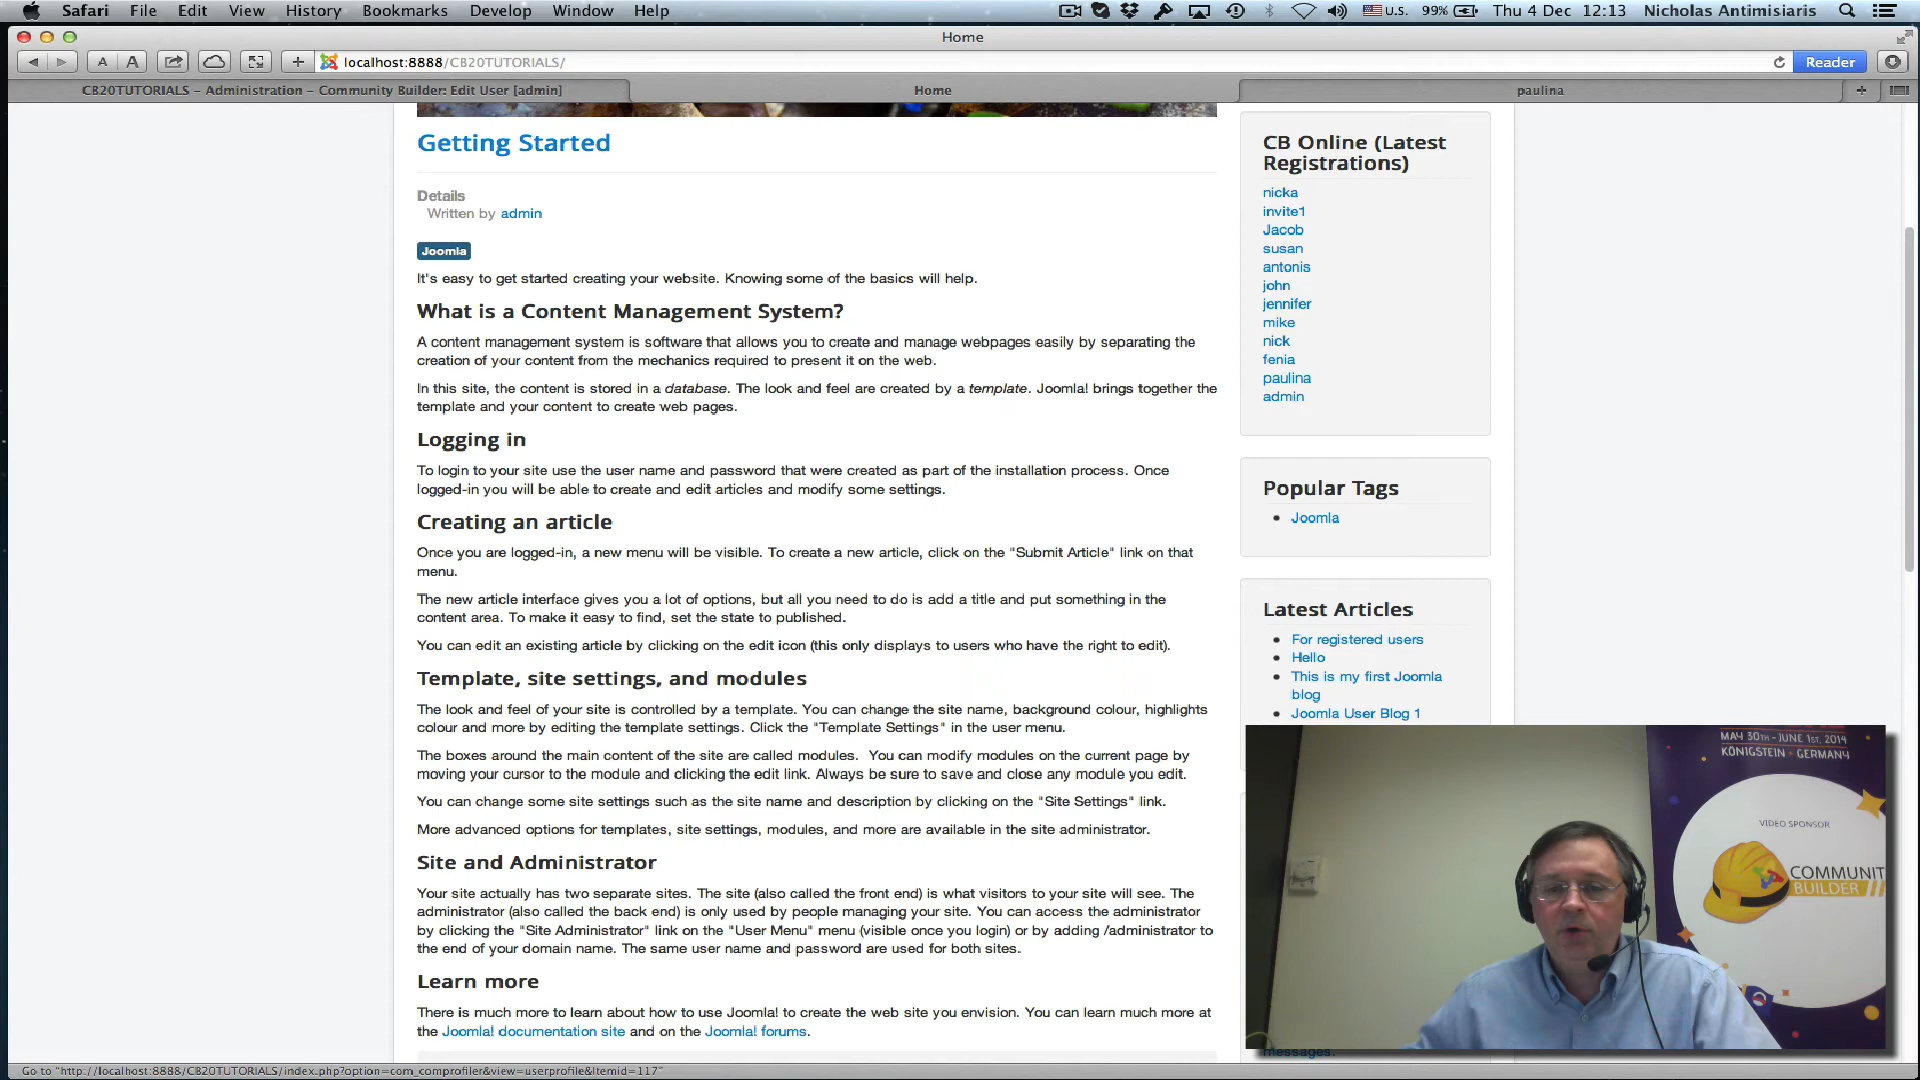 Safari File Edit View History Bookmarks Develop Window Help U.S. 99% Thu 4 Dec 12:13 Nicholas Antimisiaris
Home
A A + localhost:8888/CB20TUTORIALS/ Reader
CB20TUTORIALS - Administration - Community Builder: Edit User [admin] Home paulina +
Getting Started
Details
Written by admin
Joomla
It's easy to get started creating your website. Knowing some of the basics will help.
What is a Content Management System?
A content management system is software that allows you to create and manage webpages easily by separating the
creation of your content from the mechanics required to present it on the web.
In this site, the content is stored in a database. The look and feel are created by a template. Joomla! brings together the
template and your content to create web pages.
Logging in
To login to your site use the user name and password that were created as part of the installation process. Once
logged-in you will be able to create and edit articles and modify some settings.
Creating an article
Once you are logged-in, a new menu will be visible. To create a new article, click on the "Submit Article" link on that
menu.
The new article interface gives you a lot of options, but all you need to do is add a title and put something in the
content area. To make it easy to find, set the state to published.
You can edit an existing article by clicking on the edit icon (this only displays to users who have the right to edit).
Template, site settings, and modules
The look and feel of your site is controlled by a template. You can change the site name, background colour, highlights
colour and more by editing the template settings. Click the "Template Settings" in the user menu.
The boxes around the main content of the site are called modules. You can modify modules on the current page by
moving your cursor to the module and clicking the edit link. Always be sure to save and close any module you edit.
You can change some site settings such as the site name and description by clicking on the "Site Settings" link.
More advanced options for templates, site settings, modules, and more are available in the site administrator.
Site and Administrator
Your site actually has two separate sites. The site (also called the front end) is what visitors to your site will see. The
administrator (also called the back end) is only used by people managing your site. You can access the administrator
by clicking the "Site Administrator" link on the "User Menu" menu (visible once you login) or by adding /administrator to
the end of your domain name. The same user name and password are used for both sites.
Learn more
There is much more to learn about how to use Joomla! to create the web site you envision. You can learn much more at
the Joomla! documentation site and on the Joomla! forums.
CB Online (Latest
Registrations)
nicka
invite1
Jacob
susan
antonis
john
jennifer
mike
nick
fenia
paulina
admin
Popular Tags
Joomla
Latest Articles
For registered users
Hello
This is my first Joomla
blog
Joomla User Blog 1
MAY 30TH - JUNE 1ST, 2014
KÖNIGSTEIN - GERMANY
VIDEO SPONSOR
COMMUNIT
BUILDER
messages.
Go to "http://localhost:8888/CB20TUTORIALS/index.php?option=com_comprofiler&view=userprofile&Itemid=117"